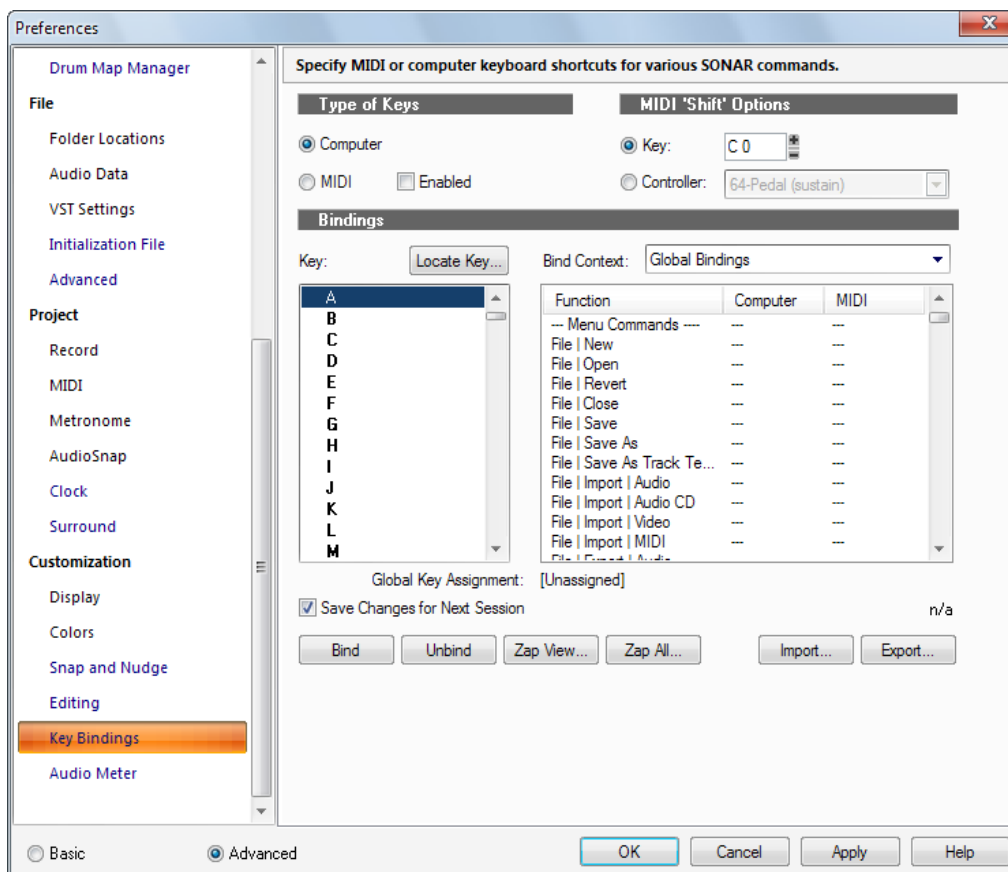 Preferences
X
Drum Map Manager
File
Folder Locations
Audio Data
VST Settings
Initialization File
Advanced
Project
Record
MIDI
Metronome
AudioSnap
Clock
Surround
Customization
Display
Colors
Snap and Nudge
Editing
Key Bindings
Audio Meter
Basic
Advanced
Specify MIDI or computer keyboard shortcuts for various SONAR commands.
Type of Keys
Computer
MIDI
Enabled
MIDI 'Shift' Options
Key:
C 0
Controller:
64-Pedal (sustain)
Bindings
Key:
Locate Key...
Bind Context:
Global Bindings
A
B
C
D
E
F
G
H
I
J
K
L
M
Function Computer MIDI
--- Menu Commands ---- --- ---
File | New --- ---
File | Open --- ---
File | Revert --- ---
File | Close --- ---
File | Save --- ---
File | Save As --- ---
File | Save As Track Te... --- ---
File | Import | Audio --- ---
File | Import | Audio CD --- ---
File | Import | Video --- ---
File | Import | MIDI --- ---
File | Export | Audio
Global Key Assignment: [Unassigned]
Save Changes for Next Session
n/a
Bind
Unbind
Zap View...
Zap All...
Import...
Export...
OK
Cancel
Apply
Help